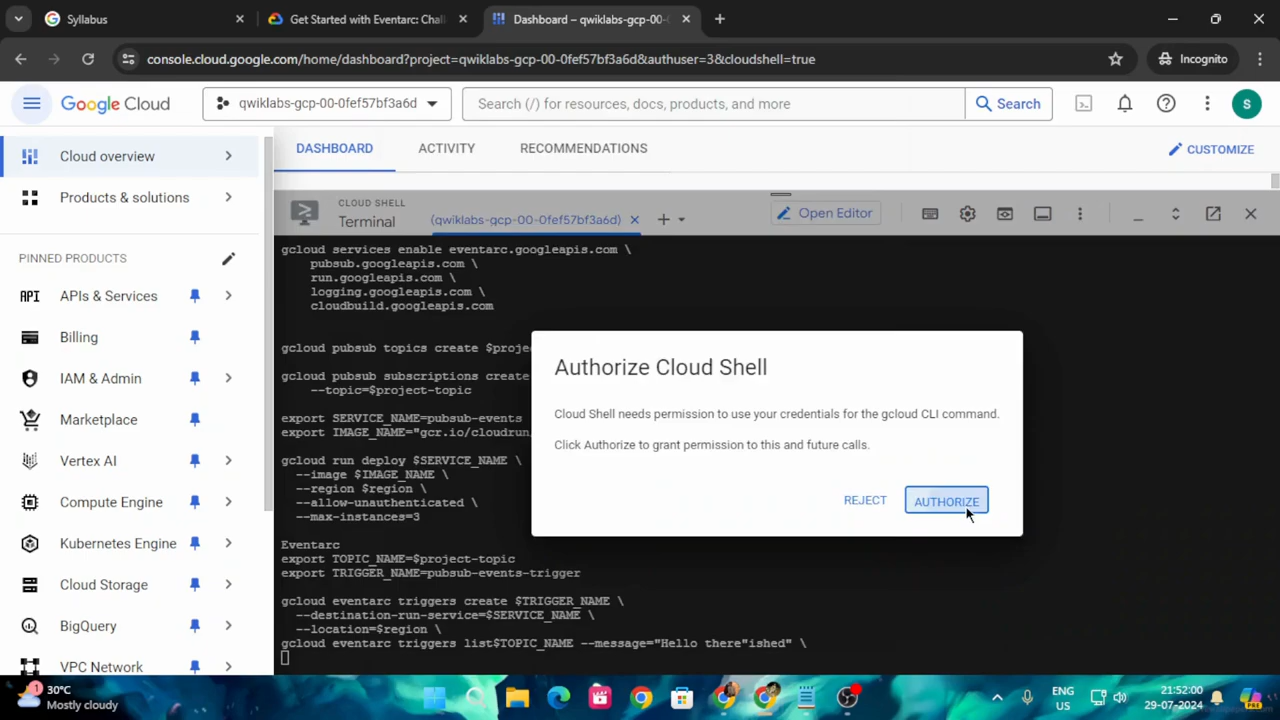 Syllabus
Get Started with Eventarc: Chall
Dashboard – qwiklabs-gcp-00-
console.cloud.google.com/home/dashboard?project=qwiklabs-gcp-00-0fef57bf3a6d&authuser=3&cloudshell=true
Incognito
Google Cloud
qwiklabs-gcp-00-0fef57bf3a6d
Search (/) for resources, docs, products, and more
Search
S
Cloud overview
Products & solutions
PINNED PRODUCTS
APIs & Services
Billing
IAM & Admin
Marketplace
Vertex AI
Compute Engine
Kubernetes Engine
Cloud Storage
BigQuery
VPC Network
DASHBOARD
ACTIVITY
RECOMMENDATIONS
CUSTOMIZE
CLOUD SHELL
Terminal
(qwiklabs-gcp-00-0fef57bf3a6d)
Open Editor
gcloud services enable eventarc.googleapis.com \
pubsub.googleapis.com \
run.googleapis.com \
logging.googleapis.com \
cloudbuild.googleapis.com
gcloud pubsub topics create $proje
gcloud pubsub subscriptions create
--topic=$project-topic
export SERVICE_NAME=pubsub-events
export IMAGE_NAME="gcr.io/cloudrun/
gcloud run deploy $SERVICE_NAME \
--image $IMAGE_NAME \
--region $region \
--allow-unauthenticated \
--max-instances=3
Eventarc
export TOPIC_NAME=$project-topic
export TRIGGER_NAME=pubsub-events-trigger
gcloud eventarc triggers create $TRIGGER_NAME \
--destination-run-service=$SERVICE_NAME \
--location=$region \
gcloud eventarc triggers list$TOPIC_NAME --message="Hello there"ished" \
Authorize Cloud Shell
Cloud Shell needs permission to use your credentials for the gcloud CLI command.
Click Authorize to grant permission to this and future calls.
REJECT
AUTHORIZE
1
30°C
Mostly cloudy
ENG
US
21:52:00
29-07-2024
PRE